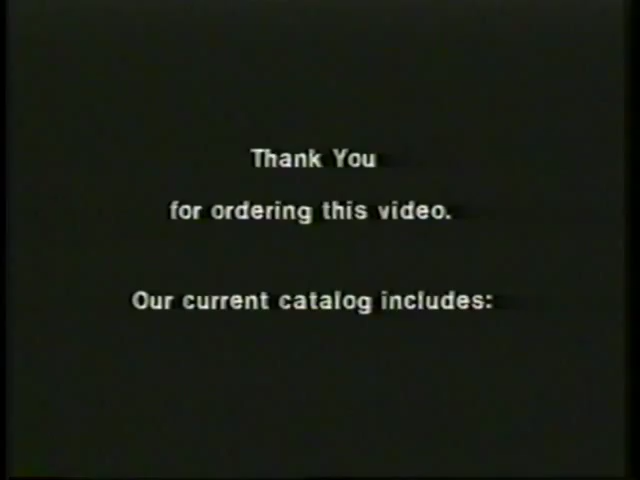 Thank You
for ordering this video.
Our current catalog includes: